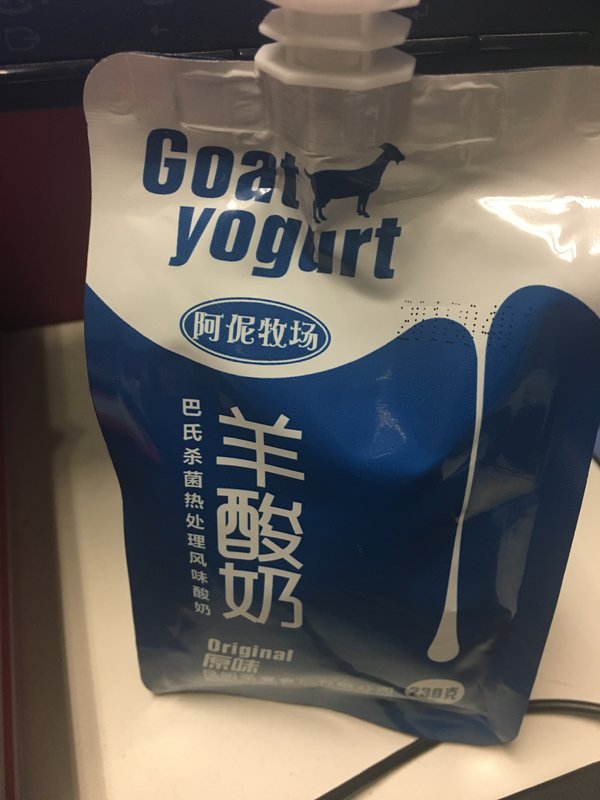 Goat
yogurt
阿伲牧场
羊酸奶
巴氏杀菌热处理风味酸奶
Original
原味
230克